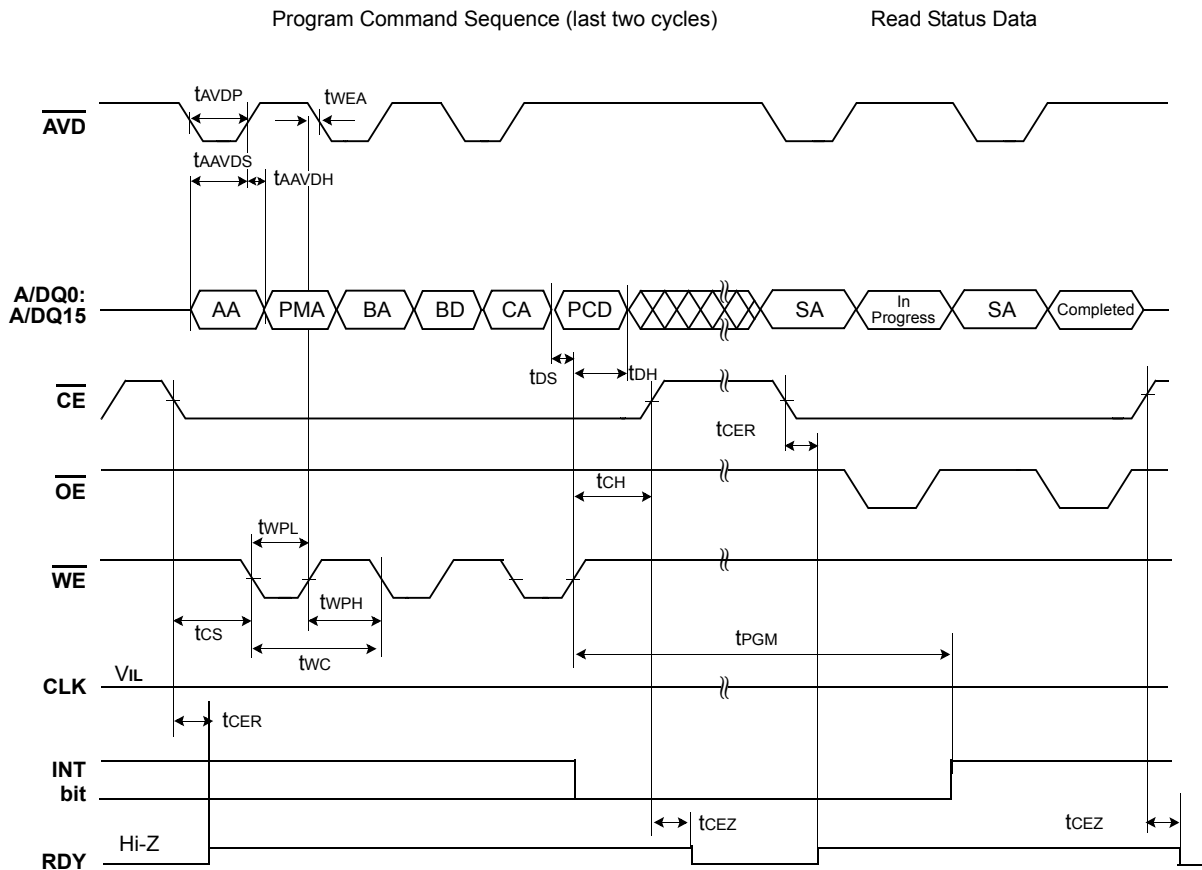 Program Command Sequence (last two cycles) Read Status Data
tAVDP tWEA
AVD
tAAVDS
tAAVDH
A/DQ0:
A/DQ15
AA PMA BA BD CA PCD SA In Progress SA Completed
tDS tDH
CE
tCER
OE
tCH
tWPL
WE
tWPH
tCS
tWC
tPGM
CLK VIL
tCER
INT
bit
tCEZ tCEZ
RDY Hi-Z